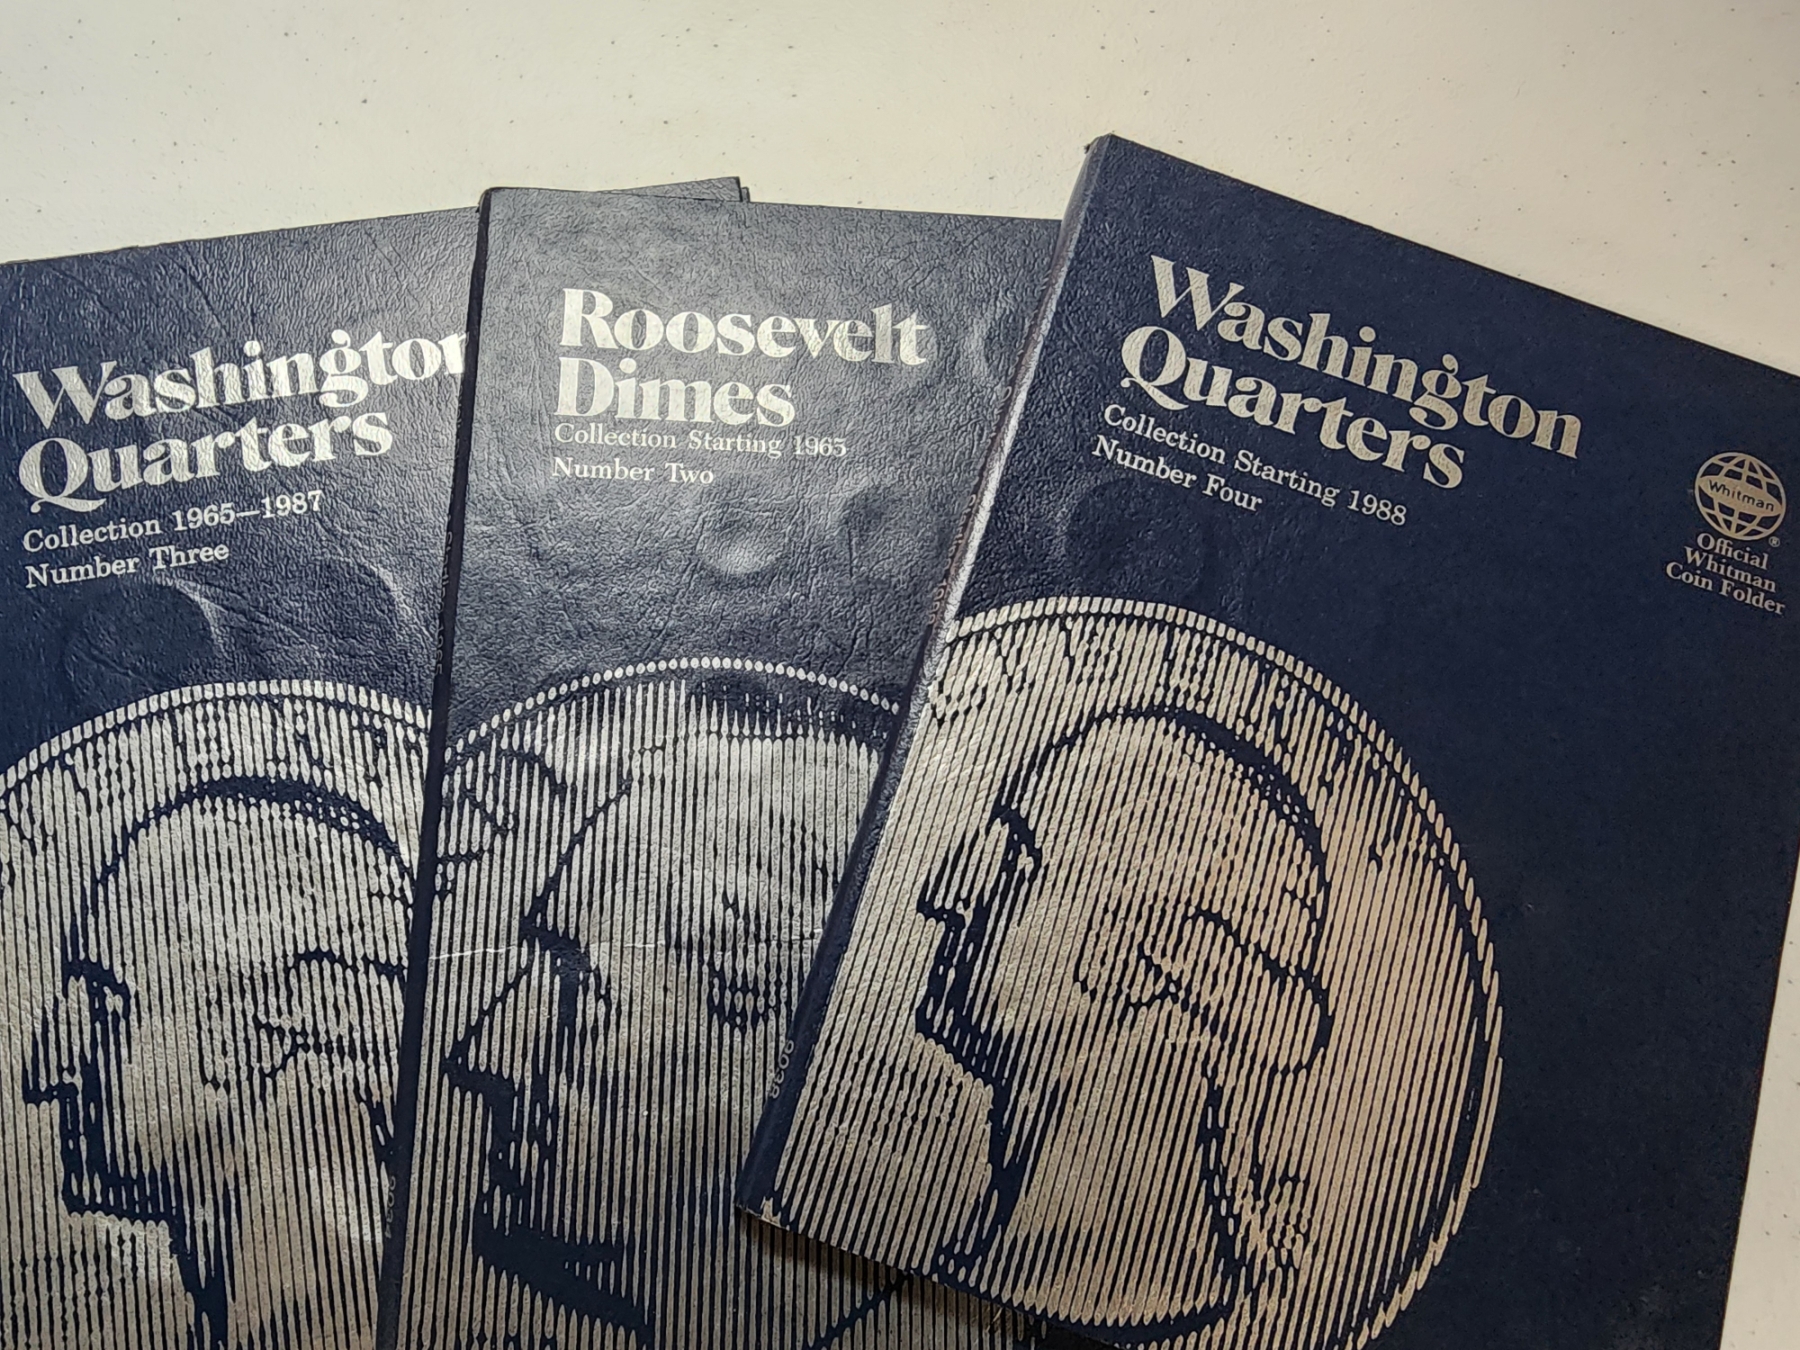 Washington
Quarters
Collection 1965—1987
Number Three
Roosevelt
Dimes
Collection Starting 1965
Number Two
Washington
Quarters
Collection Starting 1988
Number Four
Whitman
®
Official
Whitman
Coin Folder